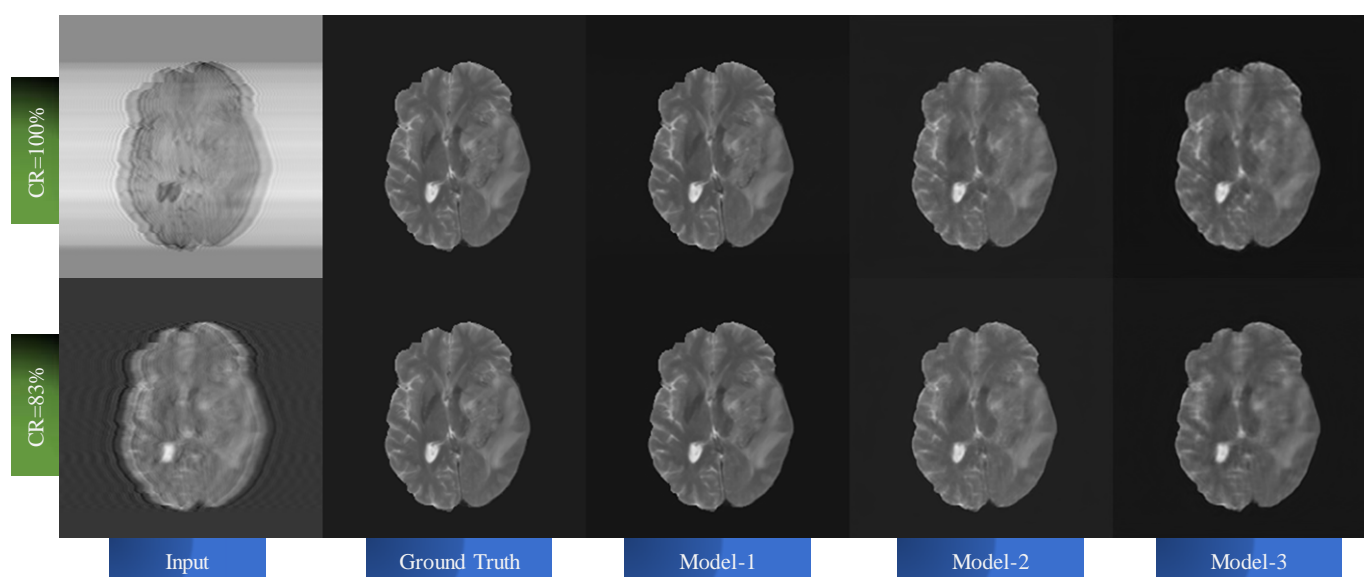 CR=100%
CR=83%
Input
Ground Truth
Model-1
Model-2
Model-3